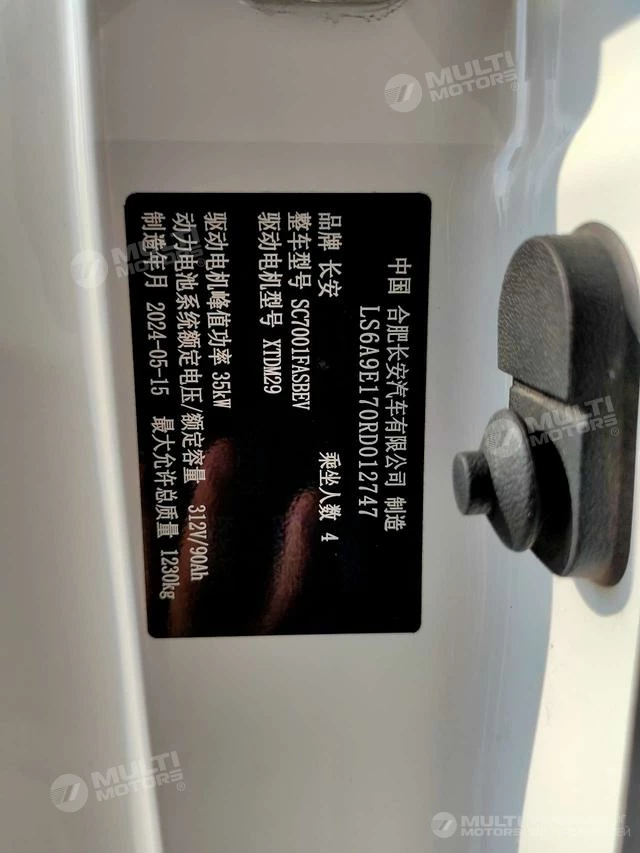 中国 合肥长安汽车有限公司 制造
LS6A9E170RD012747
品牌 长安 乘坐人数 4
整车型号 SC7001FASBEV
驱动电机型号 XTDM29
驱动电机峰值功率 35kW
动力电池系统额定电压/额定容量 312V/90Ah
制造年月 2024-05-15 最大允许总质量 1230kg
MULTI
MOTORS
MULTI
MOTORS
MULTI
MOTORS
MULTI
MOTORS
MULTI
MOTORS